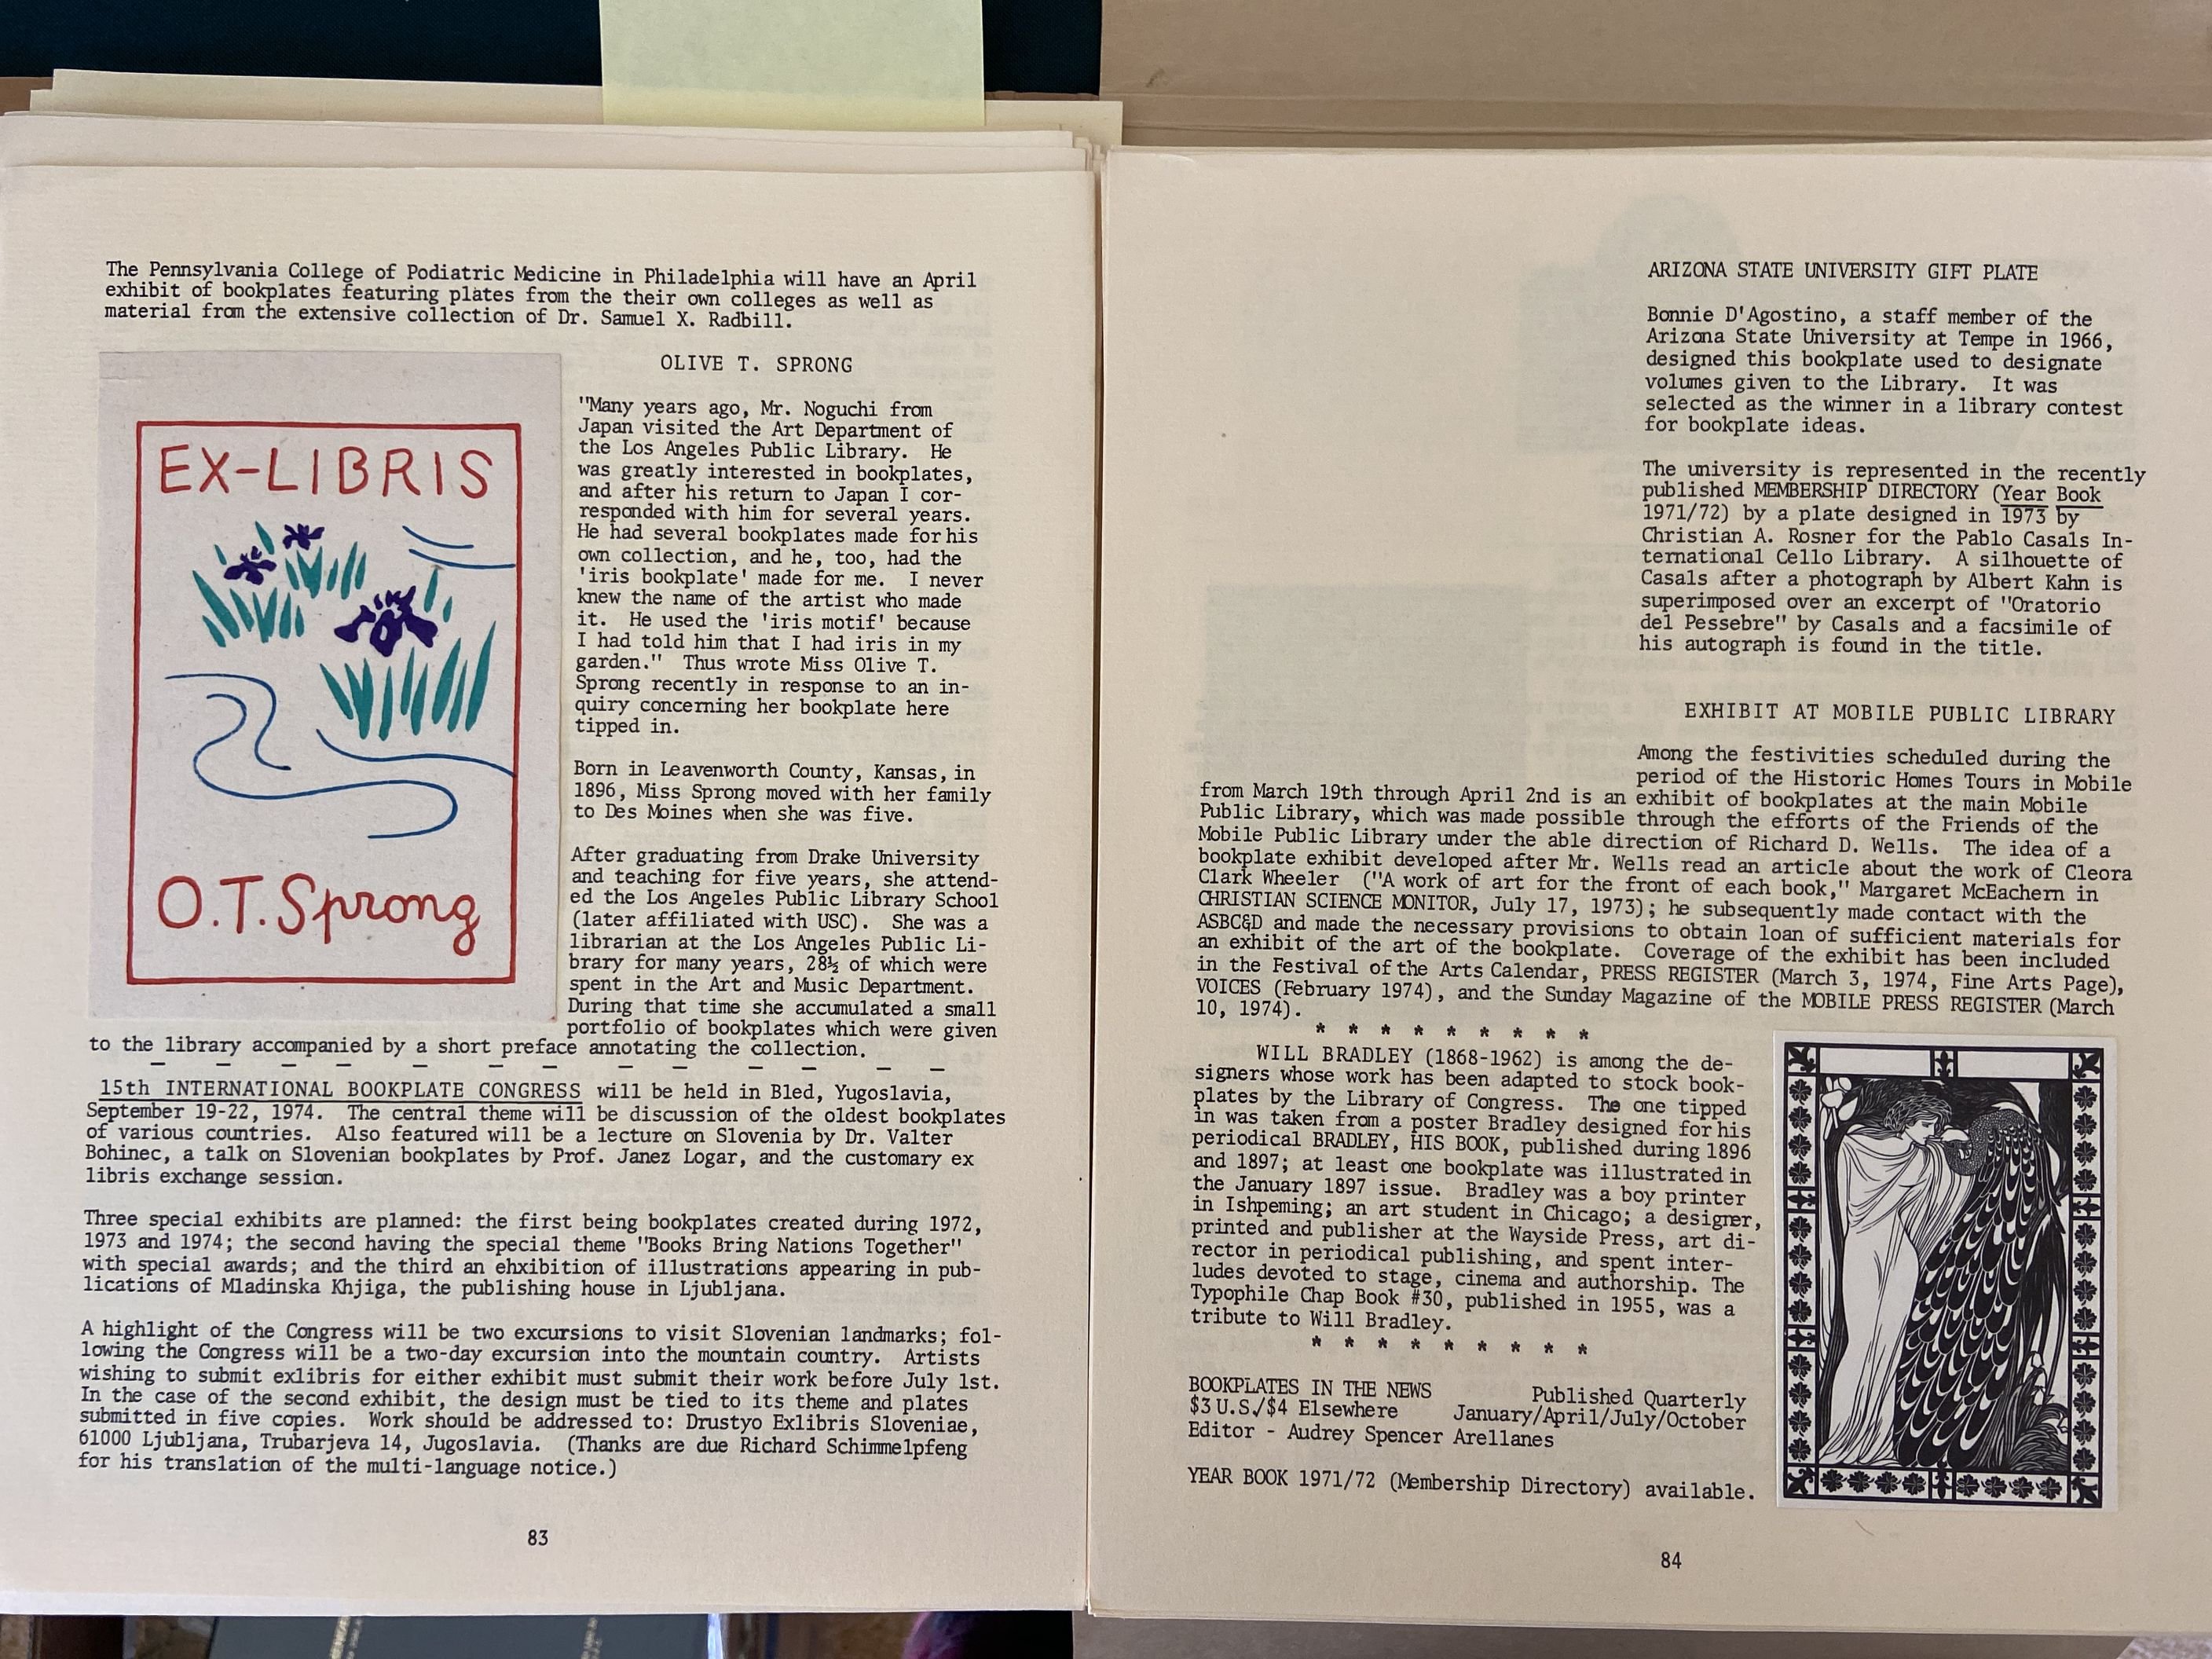 The Pennsylvania College of Podiatric Medicine in Philadelphia will have an April
exhibit of bookplates featuring plates from the their own colleges as well as
material from the extensive collection of Dr. Samuel X. Radbill.
EX-LIBRIS
O.T.Sprong
OLIVE T. SPRONG
"Many years ago, Mr. Noguchi from
Japan visited the Art Department of
the Los Angeles Public Library. He
was greatly interested in bookplates,
and after his return to Japan I cor-
responded with him for several years.
He had several bookplates made for his
own collection, and he, too, had the
'iris bookplate' made for me. I never
knew the name of the artist who made
it. He used the 'iris motif' because
I had told him that I had iris in my
garden." Thus wrote Miss Olive T.
Sprong recently in response to an in-
quiry concerning her bookplate here
tipped in.
Born in Leavenworth County, Kansas, in
1896, Miss Sprong moved with her family
to Des Moines when she was five.
After graduating from Drake University
and teaching for five years, she attend-
ed the Los Angeles Public Library School
(later affiliated with USC). She was a
librarian at the Los Angeles Public Li-
brary for many years, 28½ of which were
spent in the Art and Music Department.
During that time she accumulated a small
portfolio of bookplates which were given
to the library accompanied by a short preface annotating the collection.
_ _ _ _ _ _ _ _ _ _ _ _ _
15th INTERNATIONAL BOOKPLATE CONGRESS will be held in Bled, Yugoslavia,
September 19-22, 1974. The central theme will be discussion of the oldest bookplates
of various countries. Also featured will be a lecture on Slovenia by Dr. Valter
Bohinec, a talk on Slovenian bookplates by Prof. Janez Logar, and the customary ex
libris exchange session.
Three special exhibits are planned: the first being bookplates created during 1972,
1973 and 1974; the second having the special theme "Books Bring Nations Together"
with special awards; and the third an ehxibition of illustrations appearing in pub-
lications of Mladinska Khjiga, the publishing house in Ljubljana.
A highlight of the Congress will be two excursions to visit Slovenian landmarks; fol-
lowing the Congress will be a two-day excursion into the mountain country. Artists
wishing to submit exlibris for either exhibit must submit their work before July 1st.
In the case of the second exhibit, the design must be tied to its theme and plates
submitted in five copies. Work should be addressed to: Drustyo Exlibris Sloveniae,
61000 Ljubljana, Trubarjeva 14, Jugoslavia. (Thanks are due Richard Schimmelpfeng
for his translation of the multi-language notice.)
83
ARIZONA STATE UNIVERSITY GIFT PLATE
Bonnie D'Agostino, a staff member of the
Arizona State University at Tempe in 1966,
designed this bookplate used to designate
volumes given to the Library. It was
selected as the winner in a library contest
for bookplate ideas.
The university is represented in the recently
published MEMBERSHIP DIRECTORY (Year Book
1971/72) by a plate designed in 1973 by
Christian A. Rosner for the Pablo Casals In-
ternational Cello Library. A silhouette of
Casals after a photograph by Albert Kahn is
superimposed over an excerpt of "Oratorio
del Pessebre" by Casals and a facsimile of
his autograph is found in the title.
EXHIBIT AT MOBILE PUBLIC LIBRARY
Among the festivities scheduled during the
period of the Historic Homes Tours in Mobile
from March 19th through April 2nd is an exhibit of bookplates at the main Mobile
Public Library, which was made possible through the efforts of the Friends of the
Mobile Public Library under the able direction of Richard D. Wells. The idea of a
bookplate exhibit developed after Mr. Wells read an article about the work of Cleora
Clark Wheeler ("A work of art for the front of each book," Margaret McEachern in
CHRISTIAN SCIENCE MONITOR, July 17, 1973); he subsequently made contact with the
ASBC&D and made the necessary provisions to obtain loan of sufficient materials for
an exhibit of the art of the bookplate. Coverage of the exhibit has been included
in the Festival of the Arts Calendar, PRESS REGISTER (March 3, 1974, Fine Arts Page),
VOICES (February 1974), and the Sunday Magazine of the MOBILE PRESS REGISTER (March
10, 1974).
* * * * * * * * *
WILL BRADLEY (1868-1962) is among the de-
signers whose work has been adapted to stock book-
plates by the Library of Congress. The one tipped
in was taken from a poster Bradley designed for his
periodical BRADLEY, HIS BOOK, published during 1896
and 1897; at least one bookplate was illustrated in
the January 1897 issue. Bradley was a boy printer
in Ishpeming; an art student in Chicago; a designer,
printed and publisher at the Wayside Press, art di-
rector in periodical publishing, and spent inter-
ludes devoted to stage, cinema and authorship. The
Typophile Chap Book #30, published in 1955, was a
tribute to Will Bradley.
* * * * * * * * *
BOOKPLATES IN THE NEWS Published Quarterly
$3 U.S./$4 Elsewhere January/April/July/October
Editor - Audrey Spencer Arellanes
YEAR BOOK 1971/72 (Membership Directory) available.
84